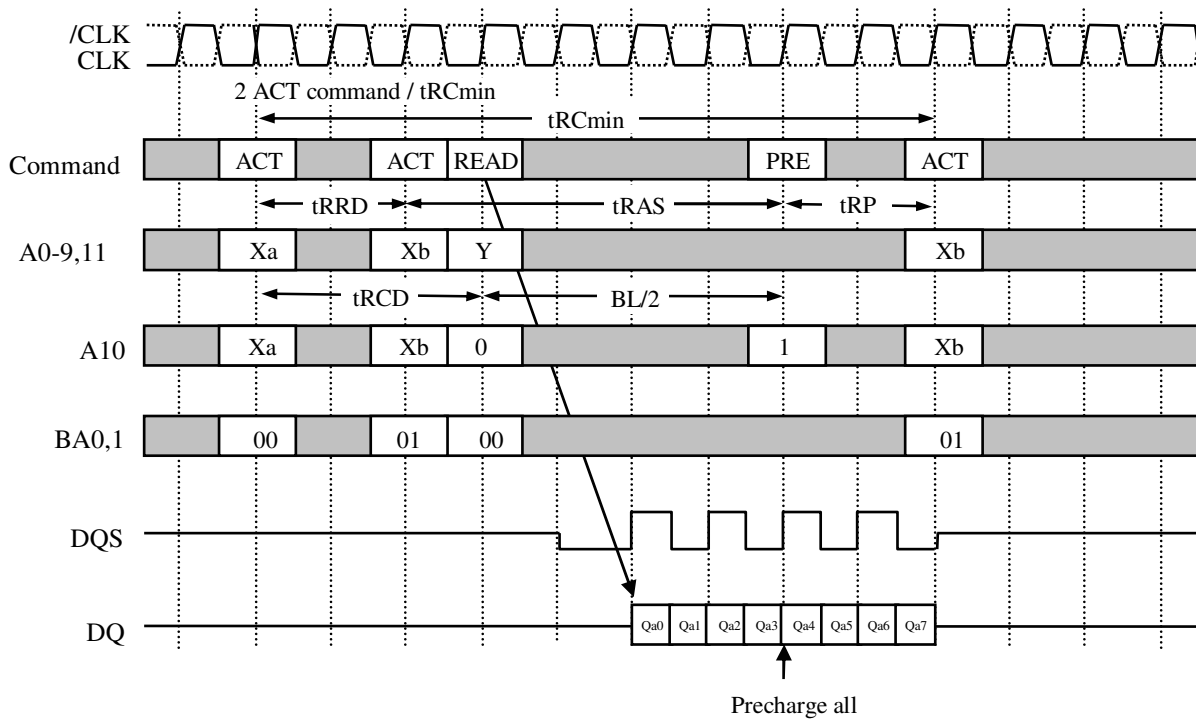 /CLK
CLK
2 ACT command / tRCmin
tRCmin
Command ACT ACT READ PRE ACT
tRRD tRAS tRP
A0-9,11 Xa Xb Y Xb
tRCD BL/2
A10 Xa Xb 0 1 Xb
BA0,1 00 01 00 01
DQS
DQ Qa0 Qa1 Qa2 Qa3 Qa4 Qa5 Qa6 Qa7
Precharge all